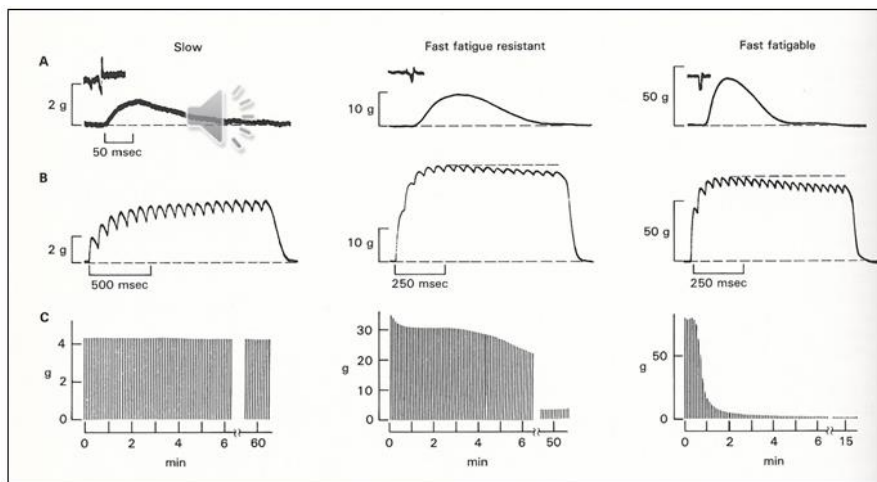 Slow
Fast fatigue resistant
Fast fatigable
A
2 g
50 msec
10 g
50 g
B
2 g
500 msec
10 g
250 msec
50 g
250 msec
C
4
g
2
0
0 2 4 6 60
min
30
g
20
10
0
0 2 4 6 50
min
50
g
0
0 2 4 6 15
min